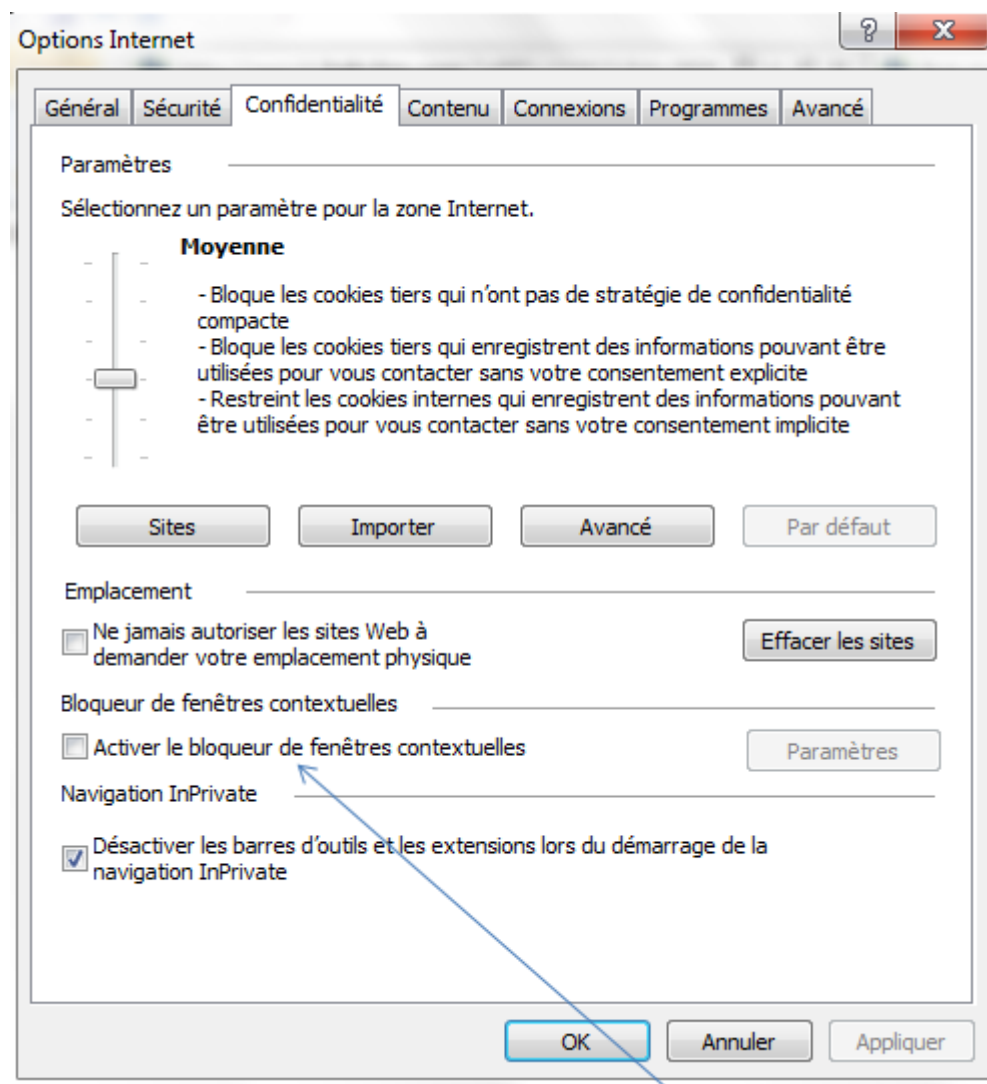 Options Internet
Général Sécurité Confidentialité Contenu Connexions Programmes Avancé
Paramètres
Sélectionnez un paramètre pour la zone Internet.
Moyenne
- Bloque les cookies tiers qui n’ont pas de stratégie de confidentialité
compacte
- Bloque les cookies tiers qui enregistrent des informations pouvant être
utilisées pour vous contacter sans votre consentement explicite
- Restreint les cookies internes qui enregistrent des informations pouvant
être utilisées pour vous contacter sans votre consentement implicite
Sites Importer Avancé Par défaut
Emplacement
Ne jamais autoriser les sites Web à
demander votre emplacement physique
Effacer les sites
Bloqueur de fenêtres contextuelles
Activer le bloqueur de fenêtres contextuelles Paramètres
Navigation InPrivate
Désactiver les barres d’outils et les extensions lors du démarrage de la
navigation InPrivate
OK Annuler Appliquer